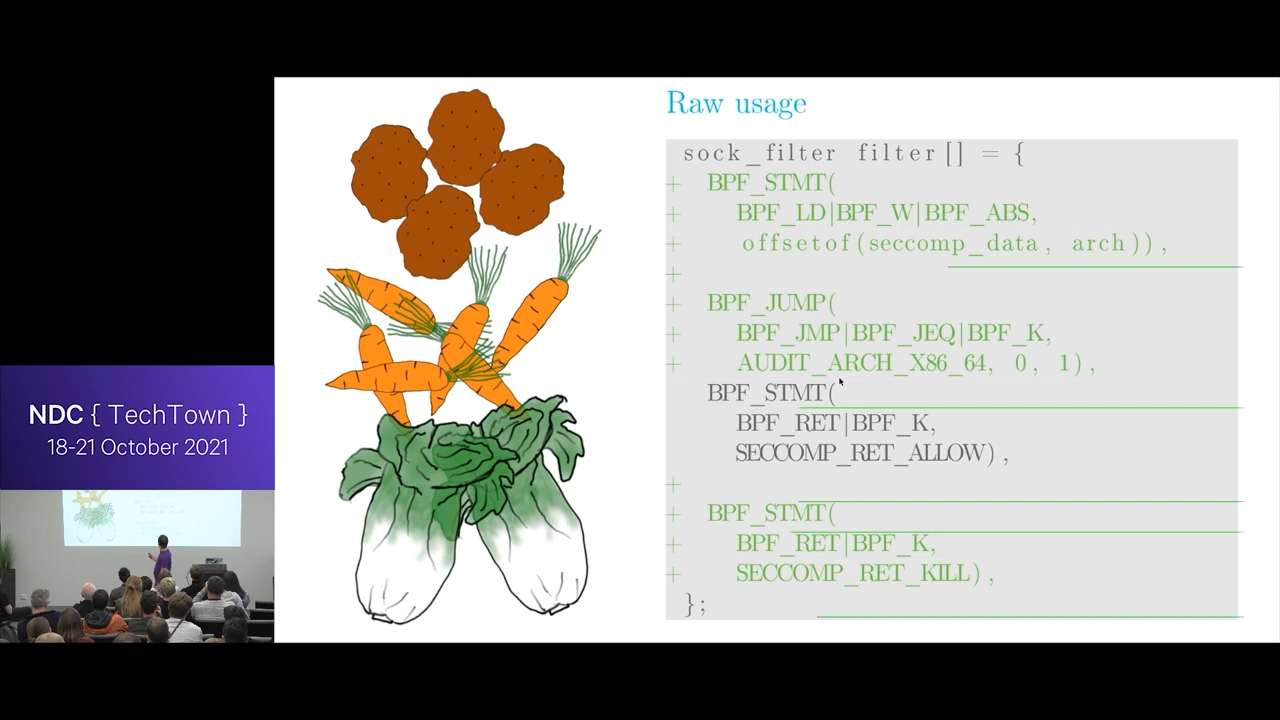 Raw usage
sock_filter filter[] = {
+ BPF_STMT(
+ BPF_LD|BPF_W|BPF_ABS,
+ offsetof(seccomp_data, arch)),
+
+ BPF_JUMP(
+ BPF_JMP|BPF_JEQ|BPF_K,
+ AUDIT_ARCH_X86_64, 0, 1),
BPF_STMT(
BPF_RET|BPF_K,
SECCOMP_RET_ALLOW),
+
+ BPF_STMT(
+ BPF_RET|BPF_K,
+ SECCOMP_RET_KILL),
};
NDC { TechTown }
18-21 October 2021